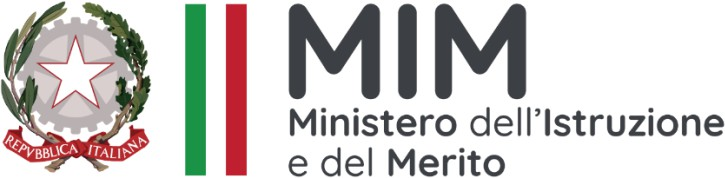 REPVBBLICA ITALIANA
MIM
Ministero dell'Istruzione
e del Merito